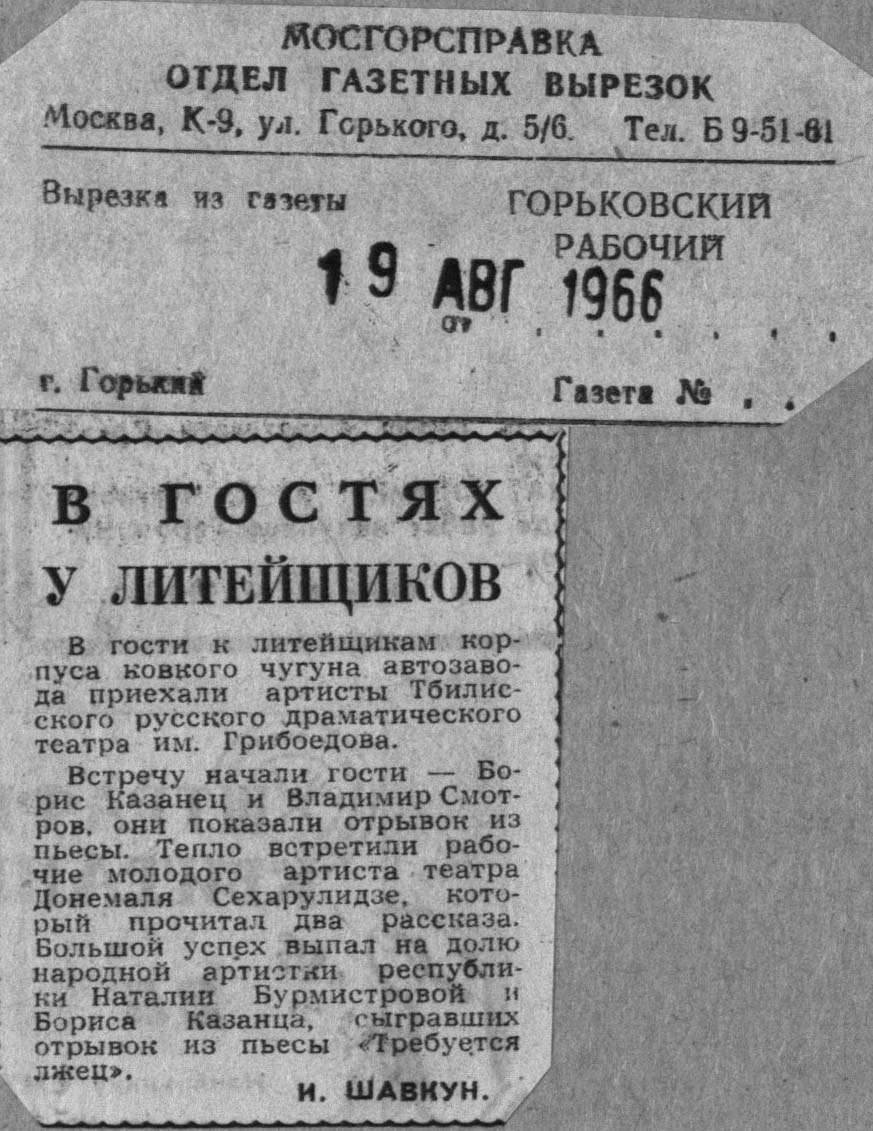 МОСГОРСПРАВКА
ОТДЕЛ ГАЗЕТНЫХ ВЫРЕЗОК
Москва, К-9, ул. Горького, д. 5/6. Тел. Б 9-51-61
Вырезка из газеты ГОРЬКОВСКИЙ
РАБОЧИЙ
19 АВГ 1966
от . . . . . .
г. Горький Газета № . .
В ГОСТЯХ
У ЛИТЕЙЩИКОВ
В гости к литейщикам кор-
пуса ковкого чугуна автозаво-
да приехали артисты Тбилис-
ского русского драматического
театра им. Грибоедова.
Встречу начали гости — Бо-
рис Казанец и Владимир Смот-
ров, они показали отрывок из
пьесы. Тепло встретили рабо-
чие молодого артиста театра
Донемаля Сехарулидзе, кото-
рый прочитал два рассказа.
Большой успех выпал на долю
народной артистки республи-
ки Наталии Бурмистровой и
Бориса Казанца, сыгравших
отрывок из пьесы «Требуется
лжец».
И. ШАВКУН.